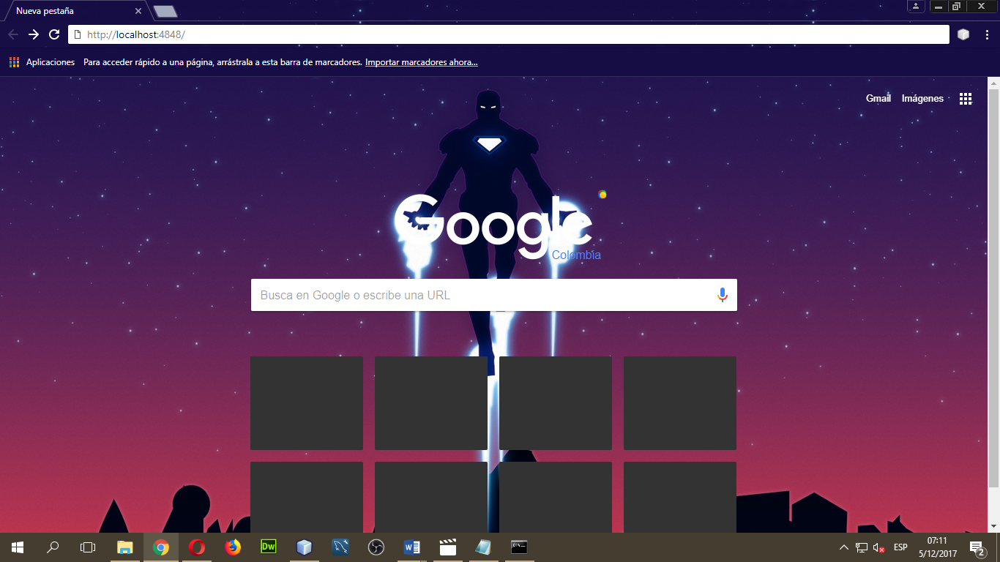 Nueva pestaña
http://localhost:4848/
Aplicaciones Para acceder rápido a una página, arrástrala a esta barra de marcadores. Importar marcadores ahora...
Gmail Imágenes
Google
Colombia
Busca en Google o escribe una URL
Dw
W
C:\.
ESP
07:11
5/12/2017
2